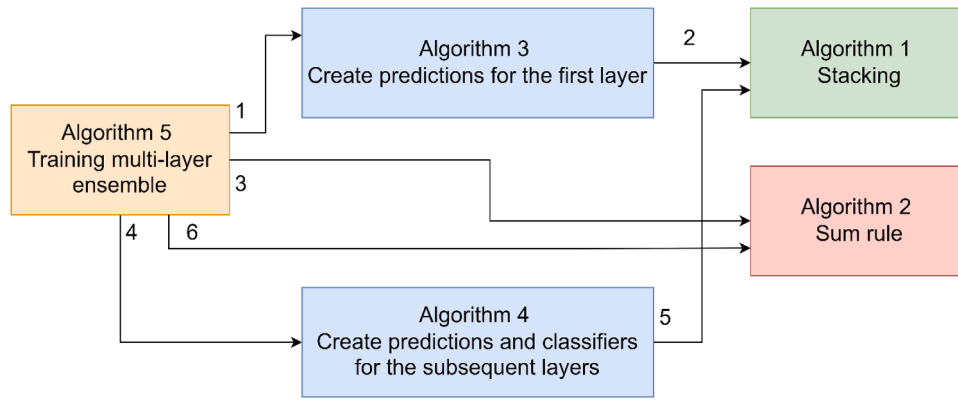 Algorithm 3
Create predictions for the first layer
2
Algorithm 1
Stacking
1
Algorithm 5
Training multi-layer
ensemble
3
Algorithm 2
Sum rule
4
6
Algorithm 4
Create predictions and classifiers
for the subsequent layers
5